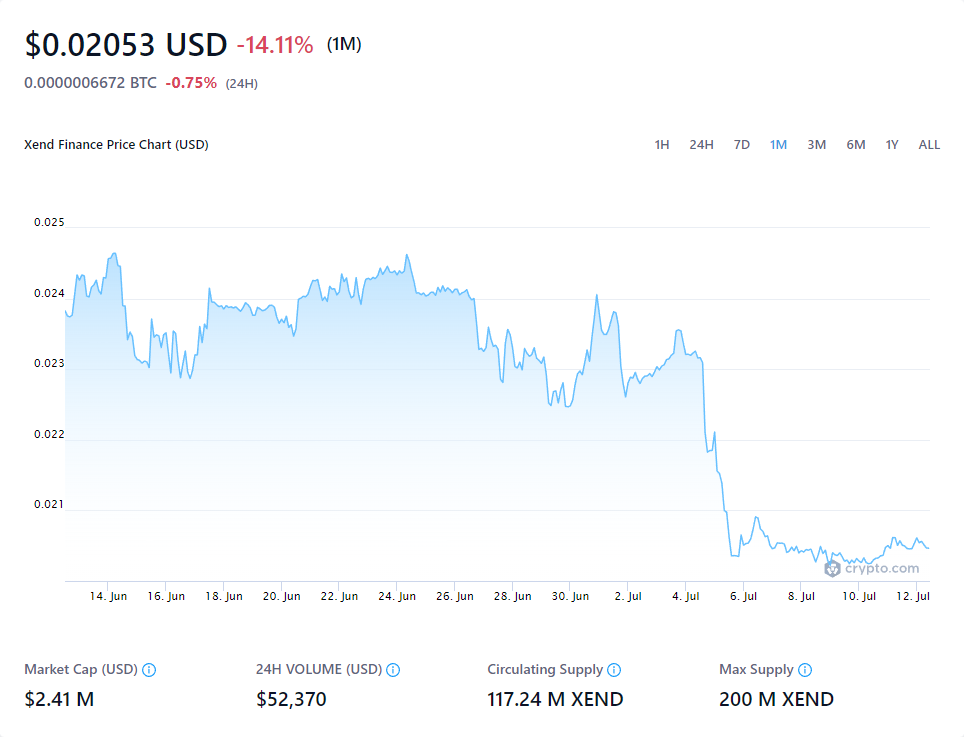 $0.02053 USD -14.11% (1M)
0.0000006672 BTC -0.75% (24H)
Xend Finance Price Chart (USD) 1H 24H 7D 1M 3M 6M 1Y ALL
0.025
0.024
0.023
0.022
0.021
crypto.com
14. Jun 16. Jun 18. Jun 20. Jun 22. Jun 24. Jun 26. Jun 28. Jun 30. Jun 2. Jul 4. Jul 6. Jul 8. Jul 10. Jul 12. Jul
Market Cap (USD) 24H VOLUME (USD) Circulating Supply Max Supply
$2.41 M $52,370 117.24 M XEND 200 M XEND